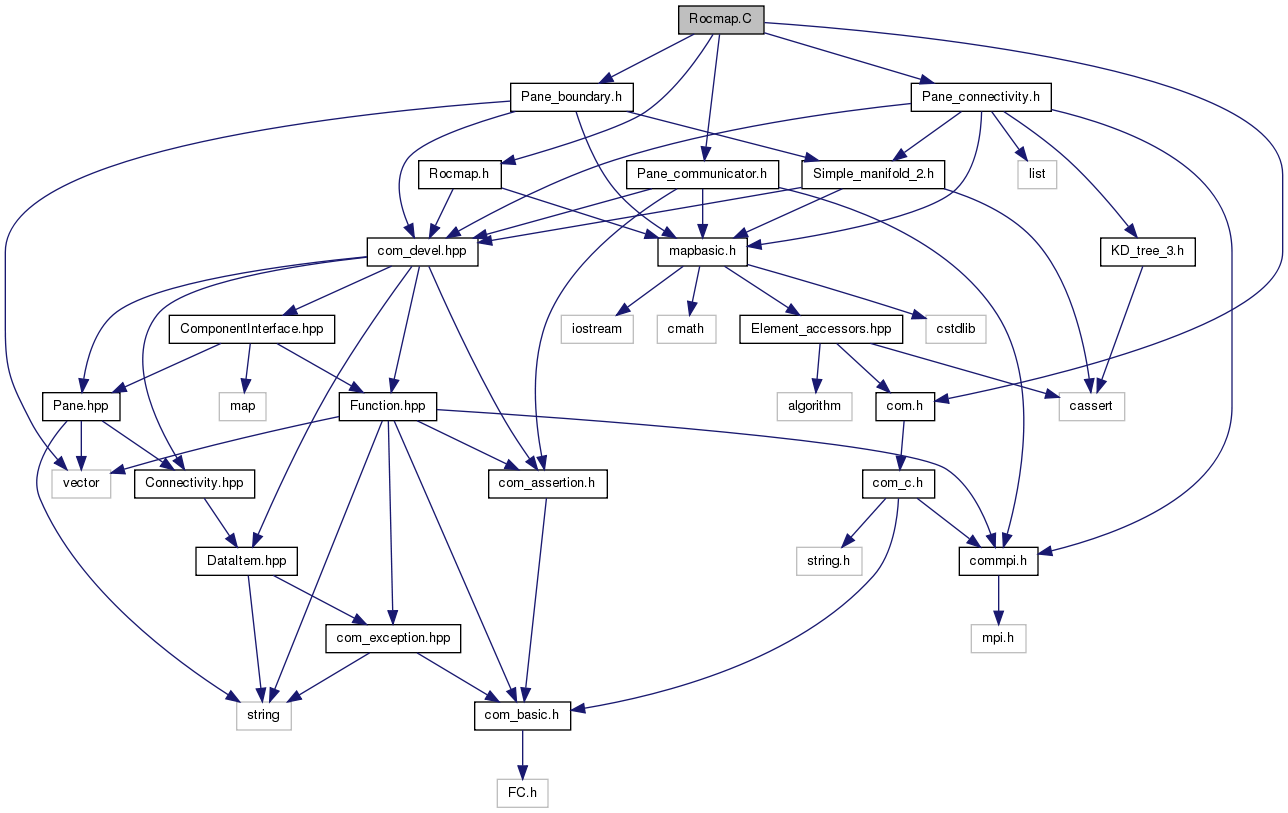 Rocmap.C
Pane_boundary.h
Pane_connectivity.h
Rocmap.h
Pane_communicator.h
Simple_manifold_2.h
list
com_devel.hpp
mapbasic.h
KD_tree_3.h
ComponentInterface.hpp
iostream
cmath
Element_accessors.hpp
cstdlib
Pane.hpp
map
Function.hpp
algorithm
com.h
cassert
vector
Connectivity.hpp
com_assertion.h
com_c.h
DataItem.hpp
string.h
commpi.h
com_exception.hpp
mpi.h
string
com_basic.h
FC.h